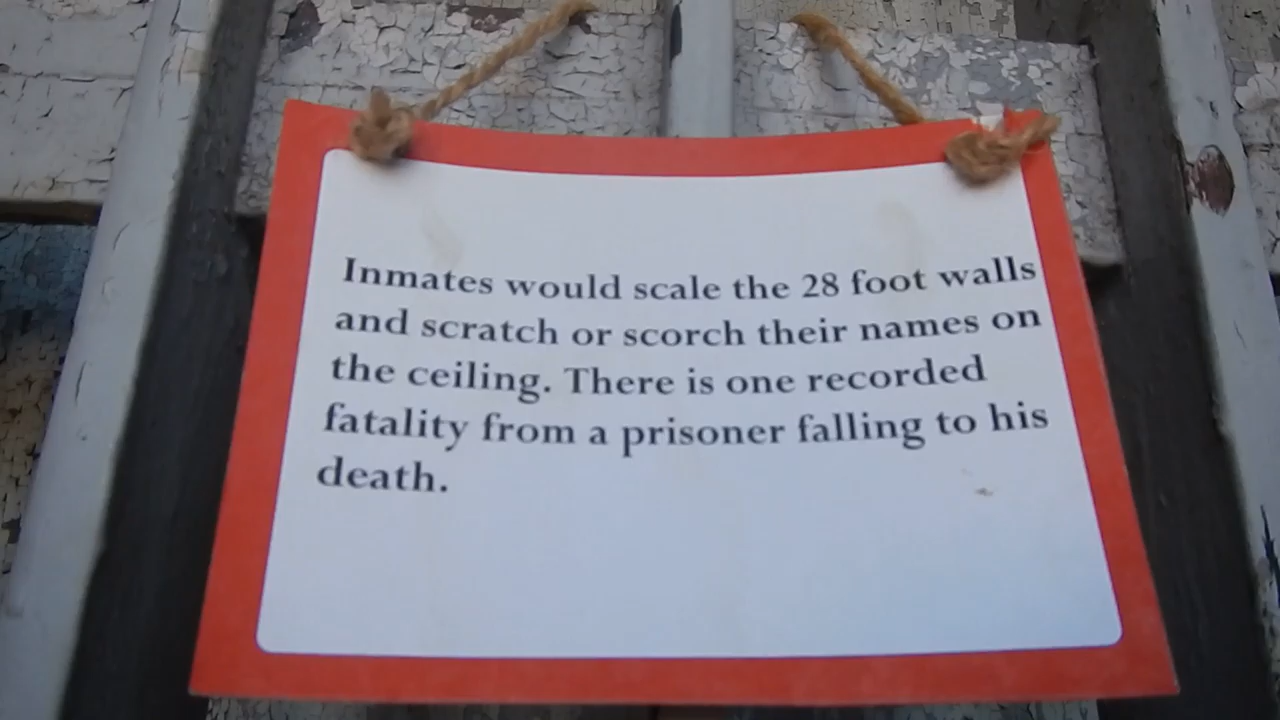 Inmates would scale the 28 foot walls
and scratch or scorch their names on
the ceiling. There is one recorded
fatality from a prisoner falling to his
death.